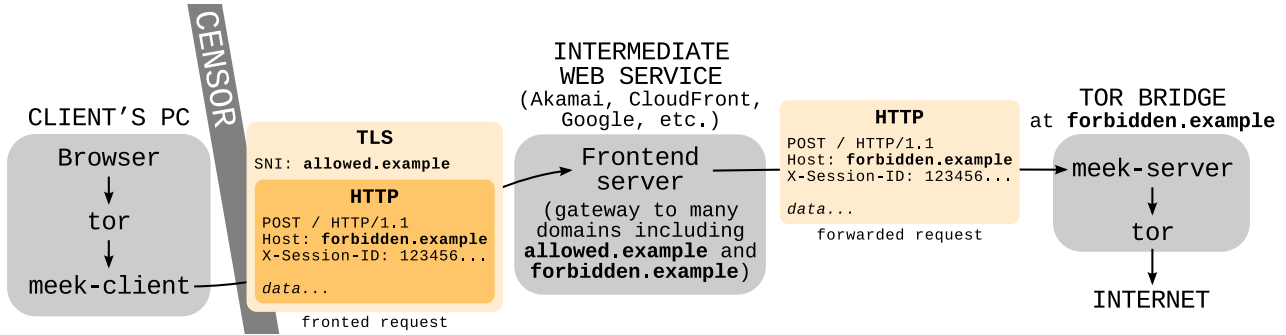 CLIENT’S PC
Browser
tor
meek-client
CENSOR
TLS
SNI: allowed.example
HTTP
POST / HTTP/1.1
Host: forbidden.example
X-Session-ID: 123456...
data...
fronted request
INTERMEDIATE
WEB SERVICE
(Akamai, CloudFront,
Google, etc.)
Frontend
server
(gateway to many
domains including
allowed.example and
forbidden.example)
HTTP
POST / HTTP/1.1
Host: forbidden.example
X-Session-ID: 123456...
data...
forwarded request
TOR BRIDGE
at forbidden.example
meek-server
tor
INTERNET